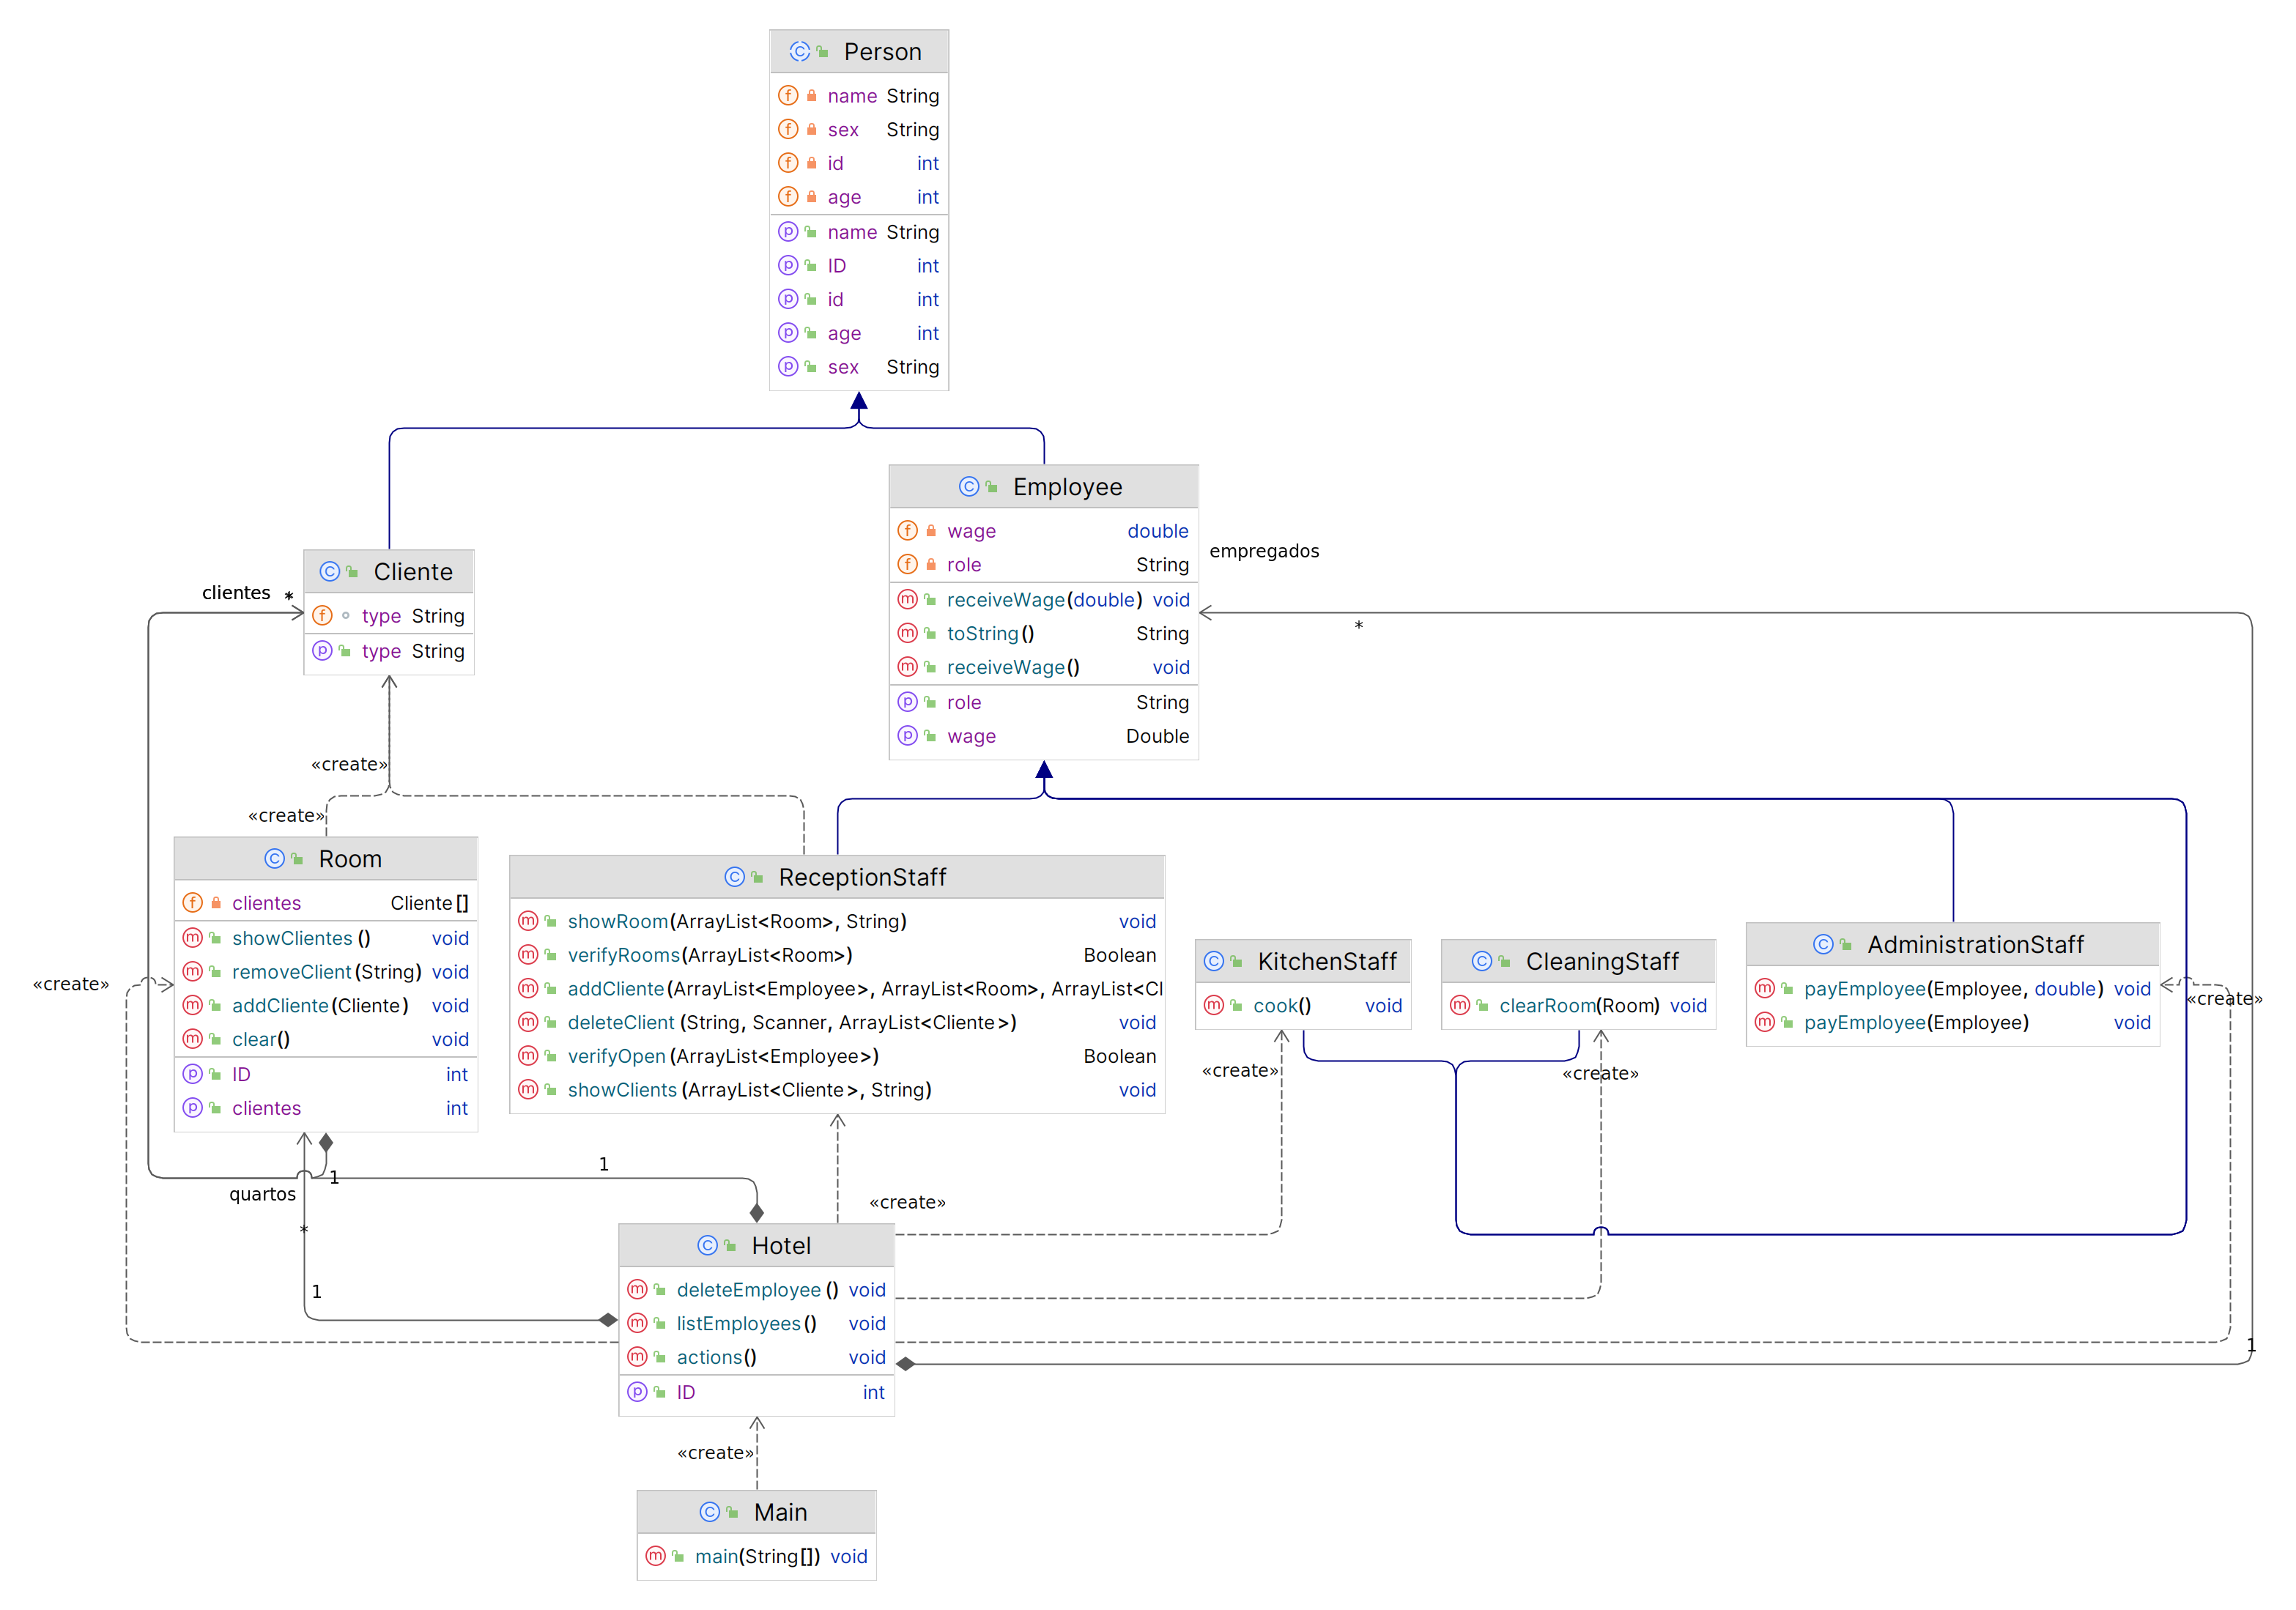 Person
name String
sex String
id int
age int
name String
ID int
id int
age int
sex String
Employee
wage double
role String
receiveWage(double) void
toString() String
receiveWage() void
role String
wage Double
empregados
*
Cliente
type String
type String
clientes *
«create»
«create»
Room
clientes Cliente[]
showClientes() void
removeClient(String) void
addCliente(Cliente) void
clear() void
ID int
clientes int
«create»
ReceptionStaff
showRoom(ArrayList<Room>, String) void
verifyRooms(ArrayList<Room>) Boolean
addCliente(ArrayList<Employee>, ArrayList<Room>, ArrayList<Cl
deleteClient(String, Scanner, ArrayList<Cliente>) void
verifyOpen(ArrayList<Employee>) Boolean
showClients(ArrayList<Cliente>, String) void
KitchenStaff
cook() void
CleaningStaff
clearRoom(Room) void
AdministrationStaff
payEmployee(Employee, double) void
payEmployee(Employee) void
«create»
«create»
«create»
1
1
quartos
*
1
«create»
Hotel
deleteEmployee() void
listEmployees() void
actions() void
ID int
1
«create»
Main
main(String[]) void